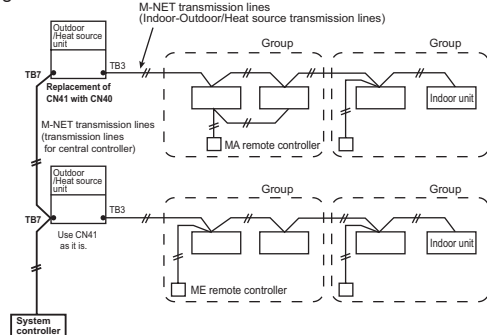 M-NET transmission lines
(Indoor-Outdoor/Heat source transmission lines)
Outdoor
/Heat source
unit
TB3
TB7
Group
Group
Replacement of
CN41 with CN40
Indoor unit
MA remote controller
M-NET transmission lines
(transmission lines
for central controller)
Outdoor
/Heat source
unit
TB3
TB7
Group
Group
Use CN41
as it is.
Indoor unit
ME remote controller
System
controller